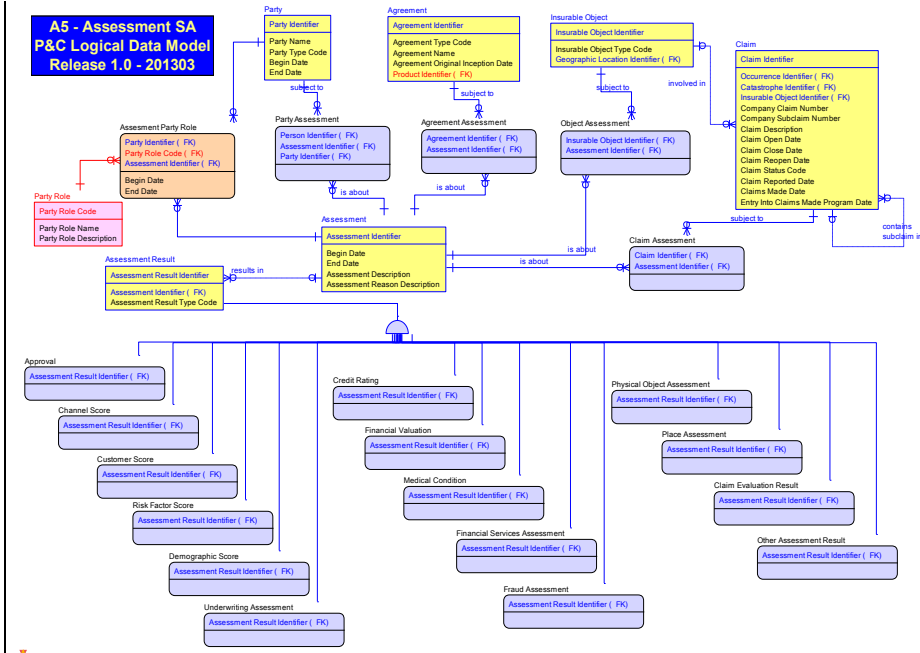 A5 - Assessment SA
P&C Logical Data Model
Release 1.0 - 201303
Party
Party Identifier
Party Name
Party Type Code
Begin Date
End Date
Agreement
Agreement Identifier
Agreement Type Code
Agreement Name
Agreement Original Inception Date
Product Identifier ( FK)
Insurable Object
Insurable Object Identifier
Insurable Object Type Code
Geographic Location Identifier ( FK)
Claim
Claim Identifier
Occurrence Identifier ( FK)
Catastrophe Identifier ( FK)
Insurable Object Identifier ( FK)
Company Claim Number
Company Subclaim Number
Claim Description
Claim Open Date
Claim Close Date
Claim Reopen Date
Claim Status Code
Claim Reported Date
Claims Made Date
Entry Into Claims Made Program Date
involved in
subject to
subject to
subject to
subject to
contains
subclaim in
Assesment Party Role
Party Identifier ( FK)
Party Role Code ( FK)
Assessment Identifier ( FK)
Begin Date
End Date
Party Assessment
Person Identifier ( FK)
Assessment Identifier ( FK)
Party Identifier ( FK)
Agreement Assessment
Agreement Identifier ( FK)
Assessment Identifier ( FK)
Object Assessment
Insurable Object Identifier ( FK)
Assessment Identifier ( FK)
is about
is about
is about
is about
Party Role
Party Role Code
Party Role Name
Party Role Description
Assessment
Assessment Identifier
Begin Date
End Date
Assessment Description
Assessment Reason Description
Claim Assessment
Claim Identifier ( FK)
Assessment Identifier ( FK)
Assessment Result
Assessment Result Identifier
Assessment Identifier ( FK)
Assessment Result Type Code
results in
Approval
Assessment Result Identifier ( FK)
Channel Score
Assessment Result Identifier ( FK)
Customer Score
Assessment Result Identifier ( FK)
Risk Factor Score
Assessment Result Identifier ( FK)
Demographic Score
Assessment Result Identifier ( FK)
Underwriting Assessment
Assessment Result Identifier ( FK)
Credit Rating
Assessment Result Identifier ( FK)
Financial Valuation
Assessment Result Identifier ( FK)
Medical Condition
Assessment Result Identifier ( FK)
Financial Services Assessment
Assessment Result Identifier ( FK)
Fraud Assessment
Assessment Result Identifier ( FK)
Physical Object Assessment
Assessment Result Identifier ( FK)
Place Assessment
Assessment Result Identifier ( FK)
Claim Evaluation Result
Assessment Result Identifier ( FK)
Other Assessment Result
Assessment Result Identifier ( FK)